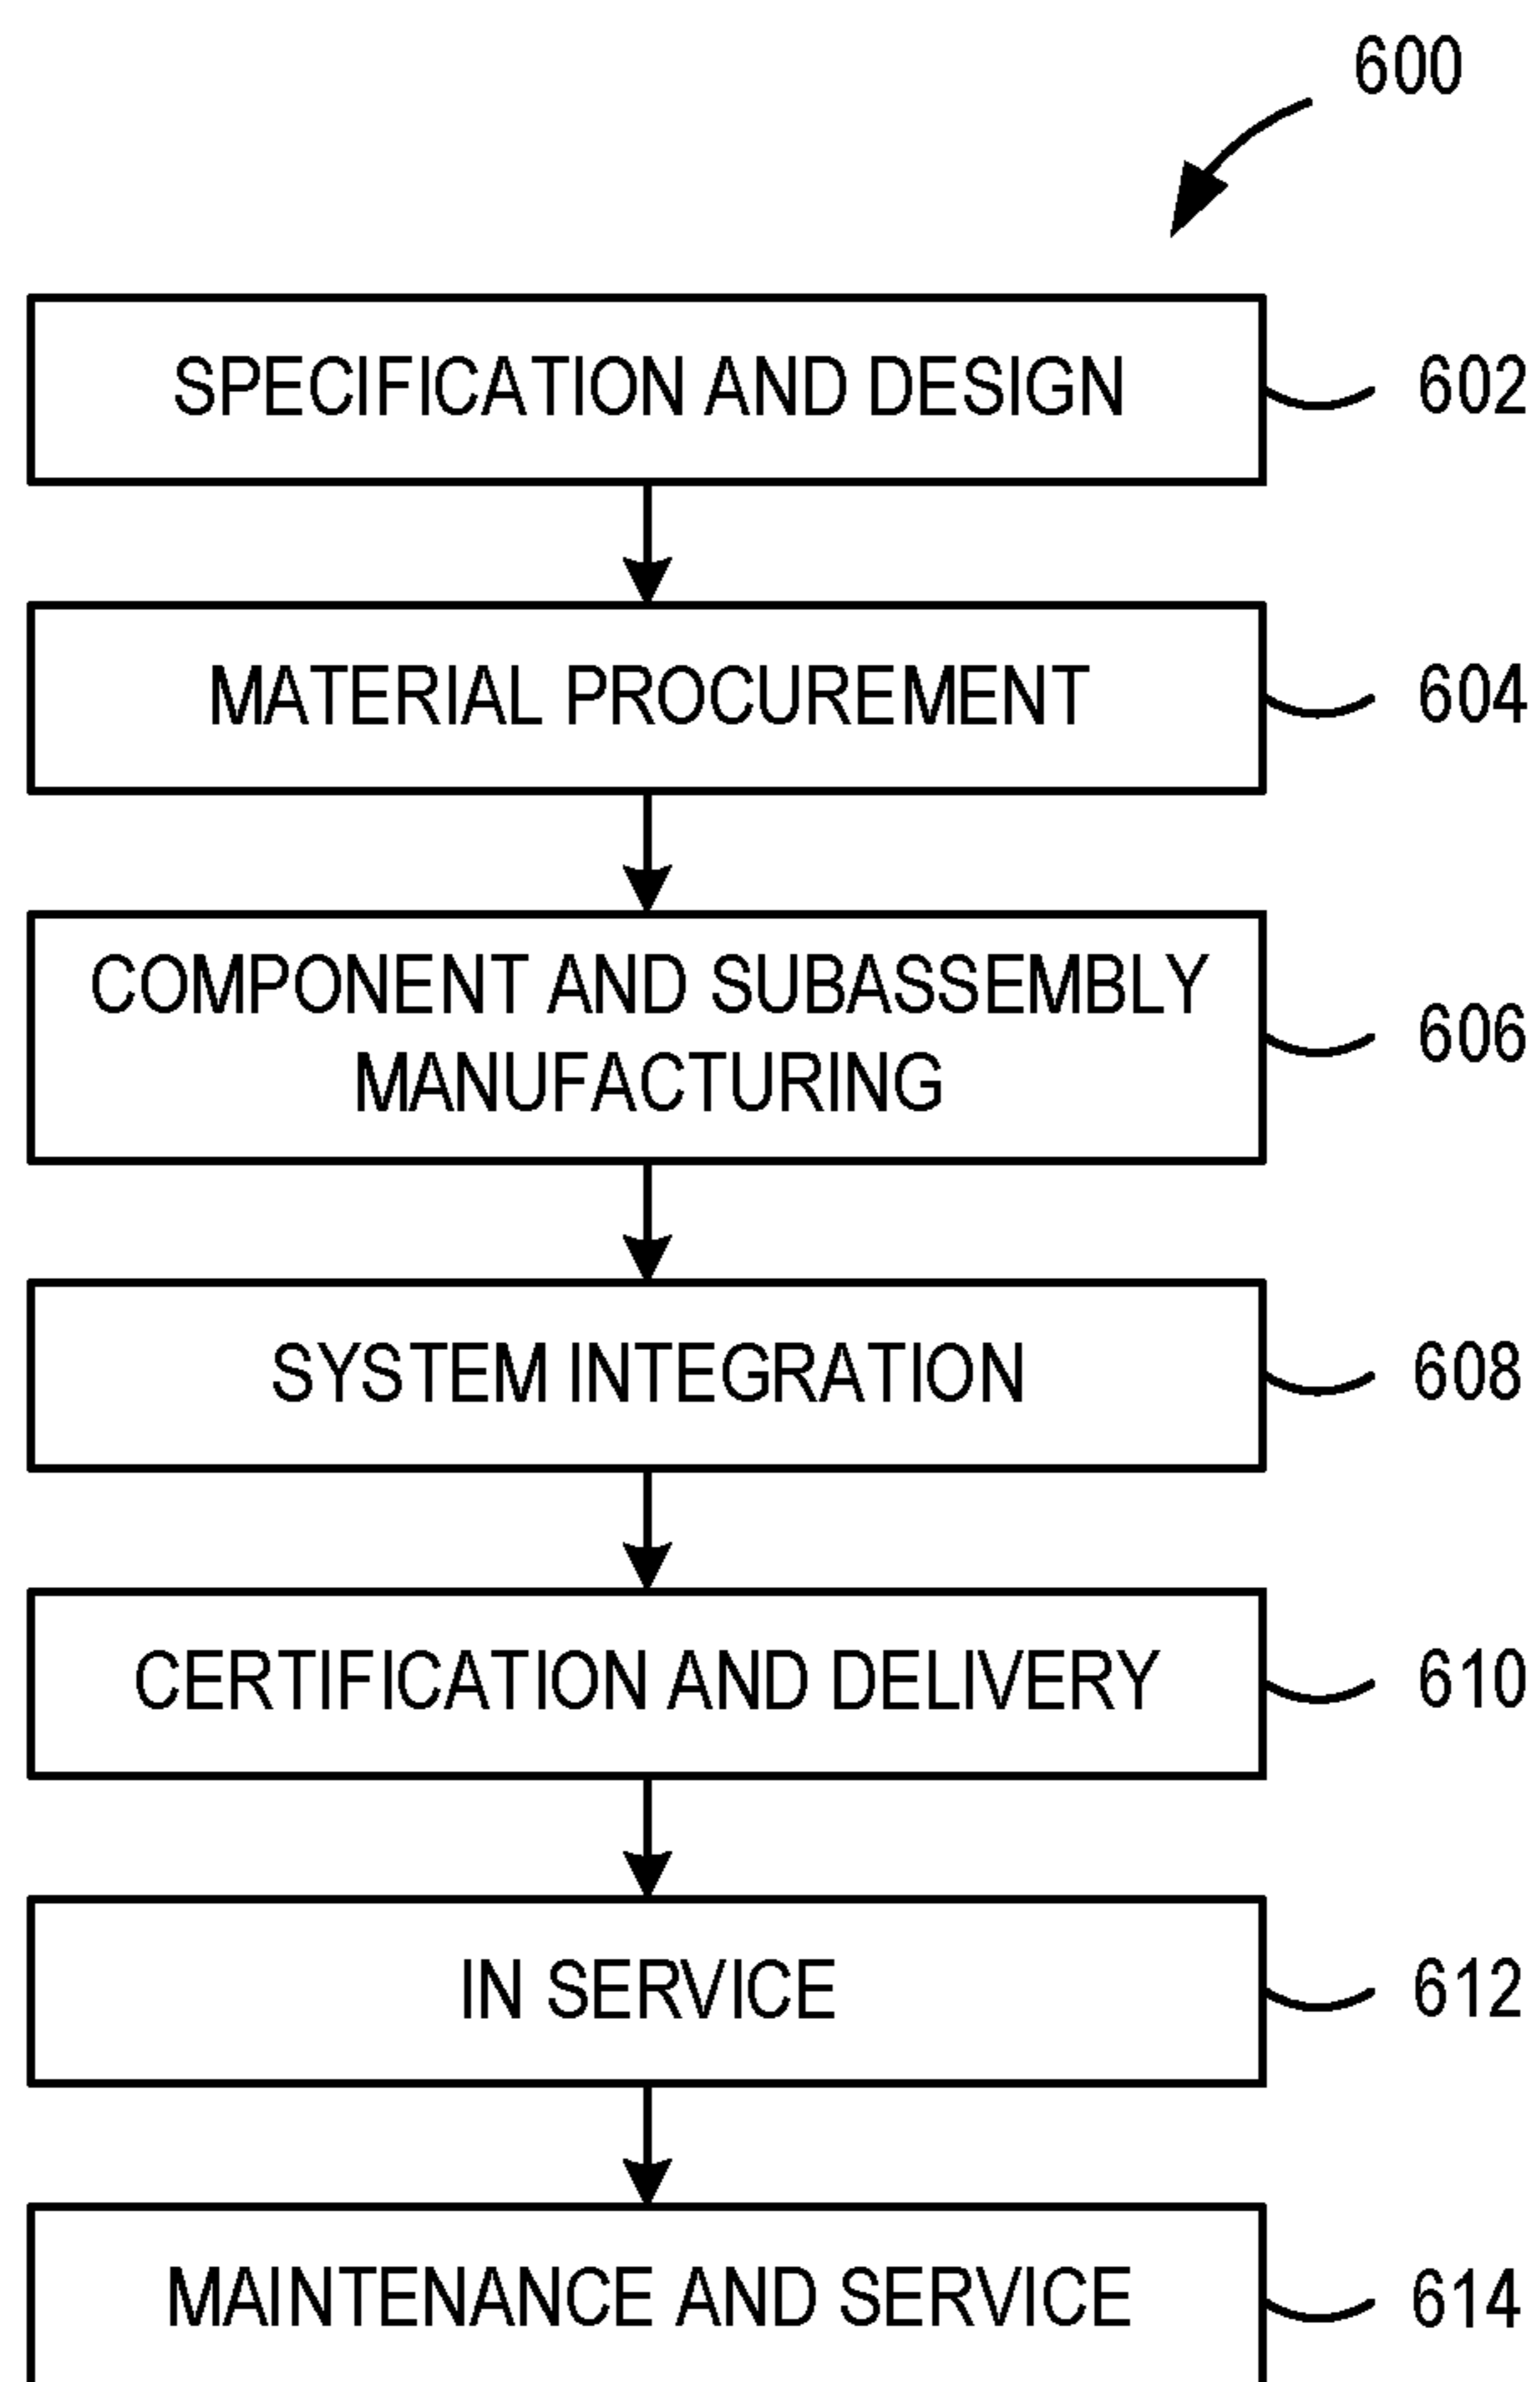 600
SPECIFICATION AND DESIGN
602
MATERIAL PROCUREMENT
604
COMPONENT AND SUBASSEMBLY
MANUFACTURING
606
SYSTEM INTEGRATION
608
CERTIFICATION AND DELIVERY
610
IN SERVICE
612
MAINTENANCE AND SERVICE
614